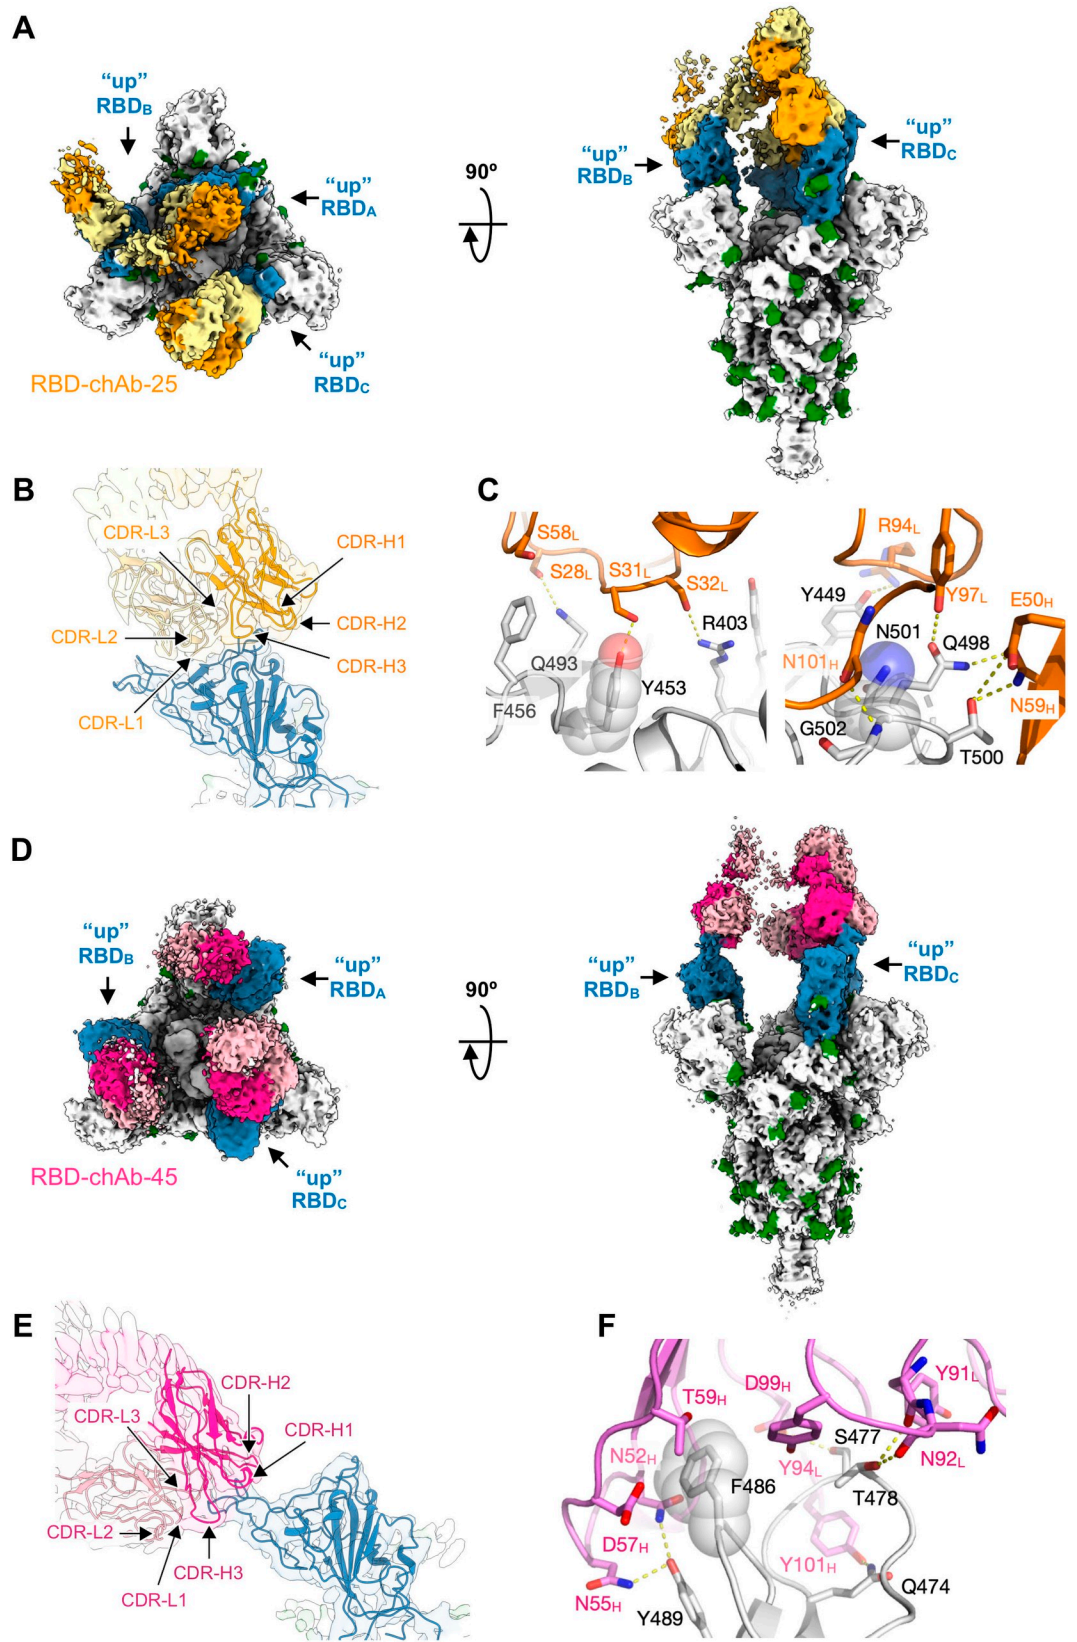 A
"up"
RBDB
"up"
RBDA
"up"
RBDC
RBD-chAb-25
90º
"up"
RBDB
"up"
RBDC
B
CDR-L3
CDR-H1
CDR-L2
CDR-H2
CDR-H3
CDR-L1
C
S58L
S28L
S31L
S32L
R403
Q493
Y453
F456
R94L
Y449
Y97L
E50H
N501
Q498
N101H
N59H
G502
T500
D
"up"
RBDB
"up"
RBDA
"up"
RBDC
RBD-chAb-45
90º
"up"
RBDB
"up"
RBDC
E
CDR-H2
CDR-L3
CDR-H1
CDR-L2
CDR-H3
CDR-L1
F
T59H
D99H
Y91L
N52H
S477
N92L
F486
Y94L
T478
D57H
Y101H
Q474
N55H
Y489